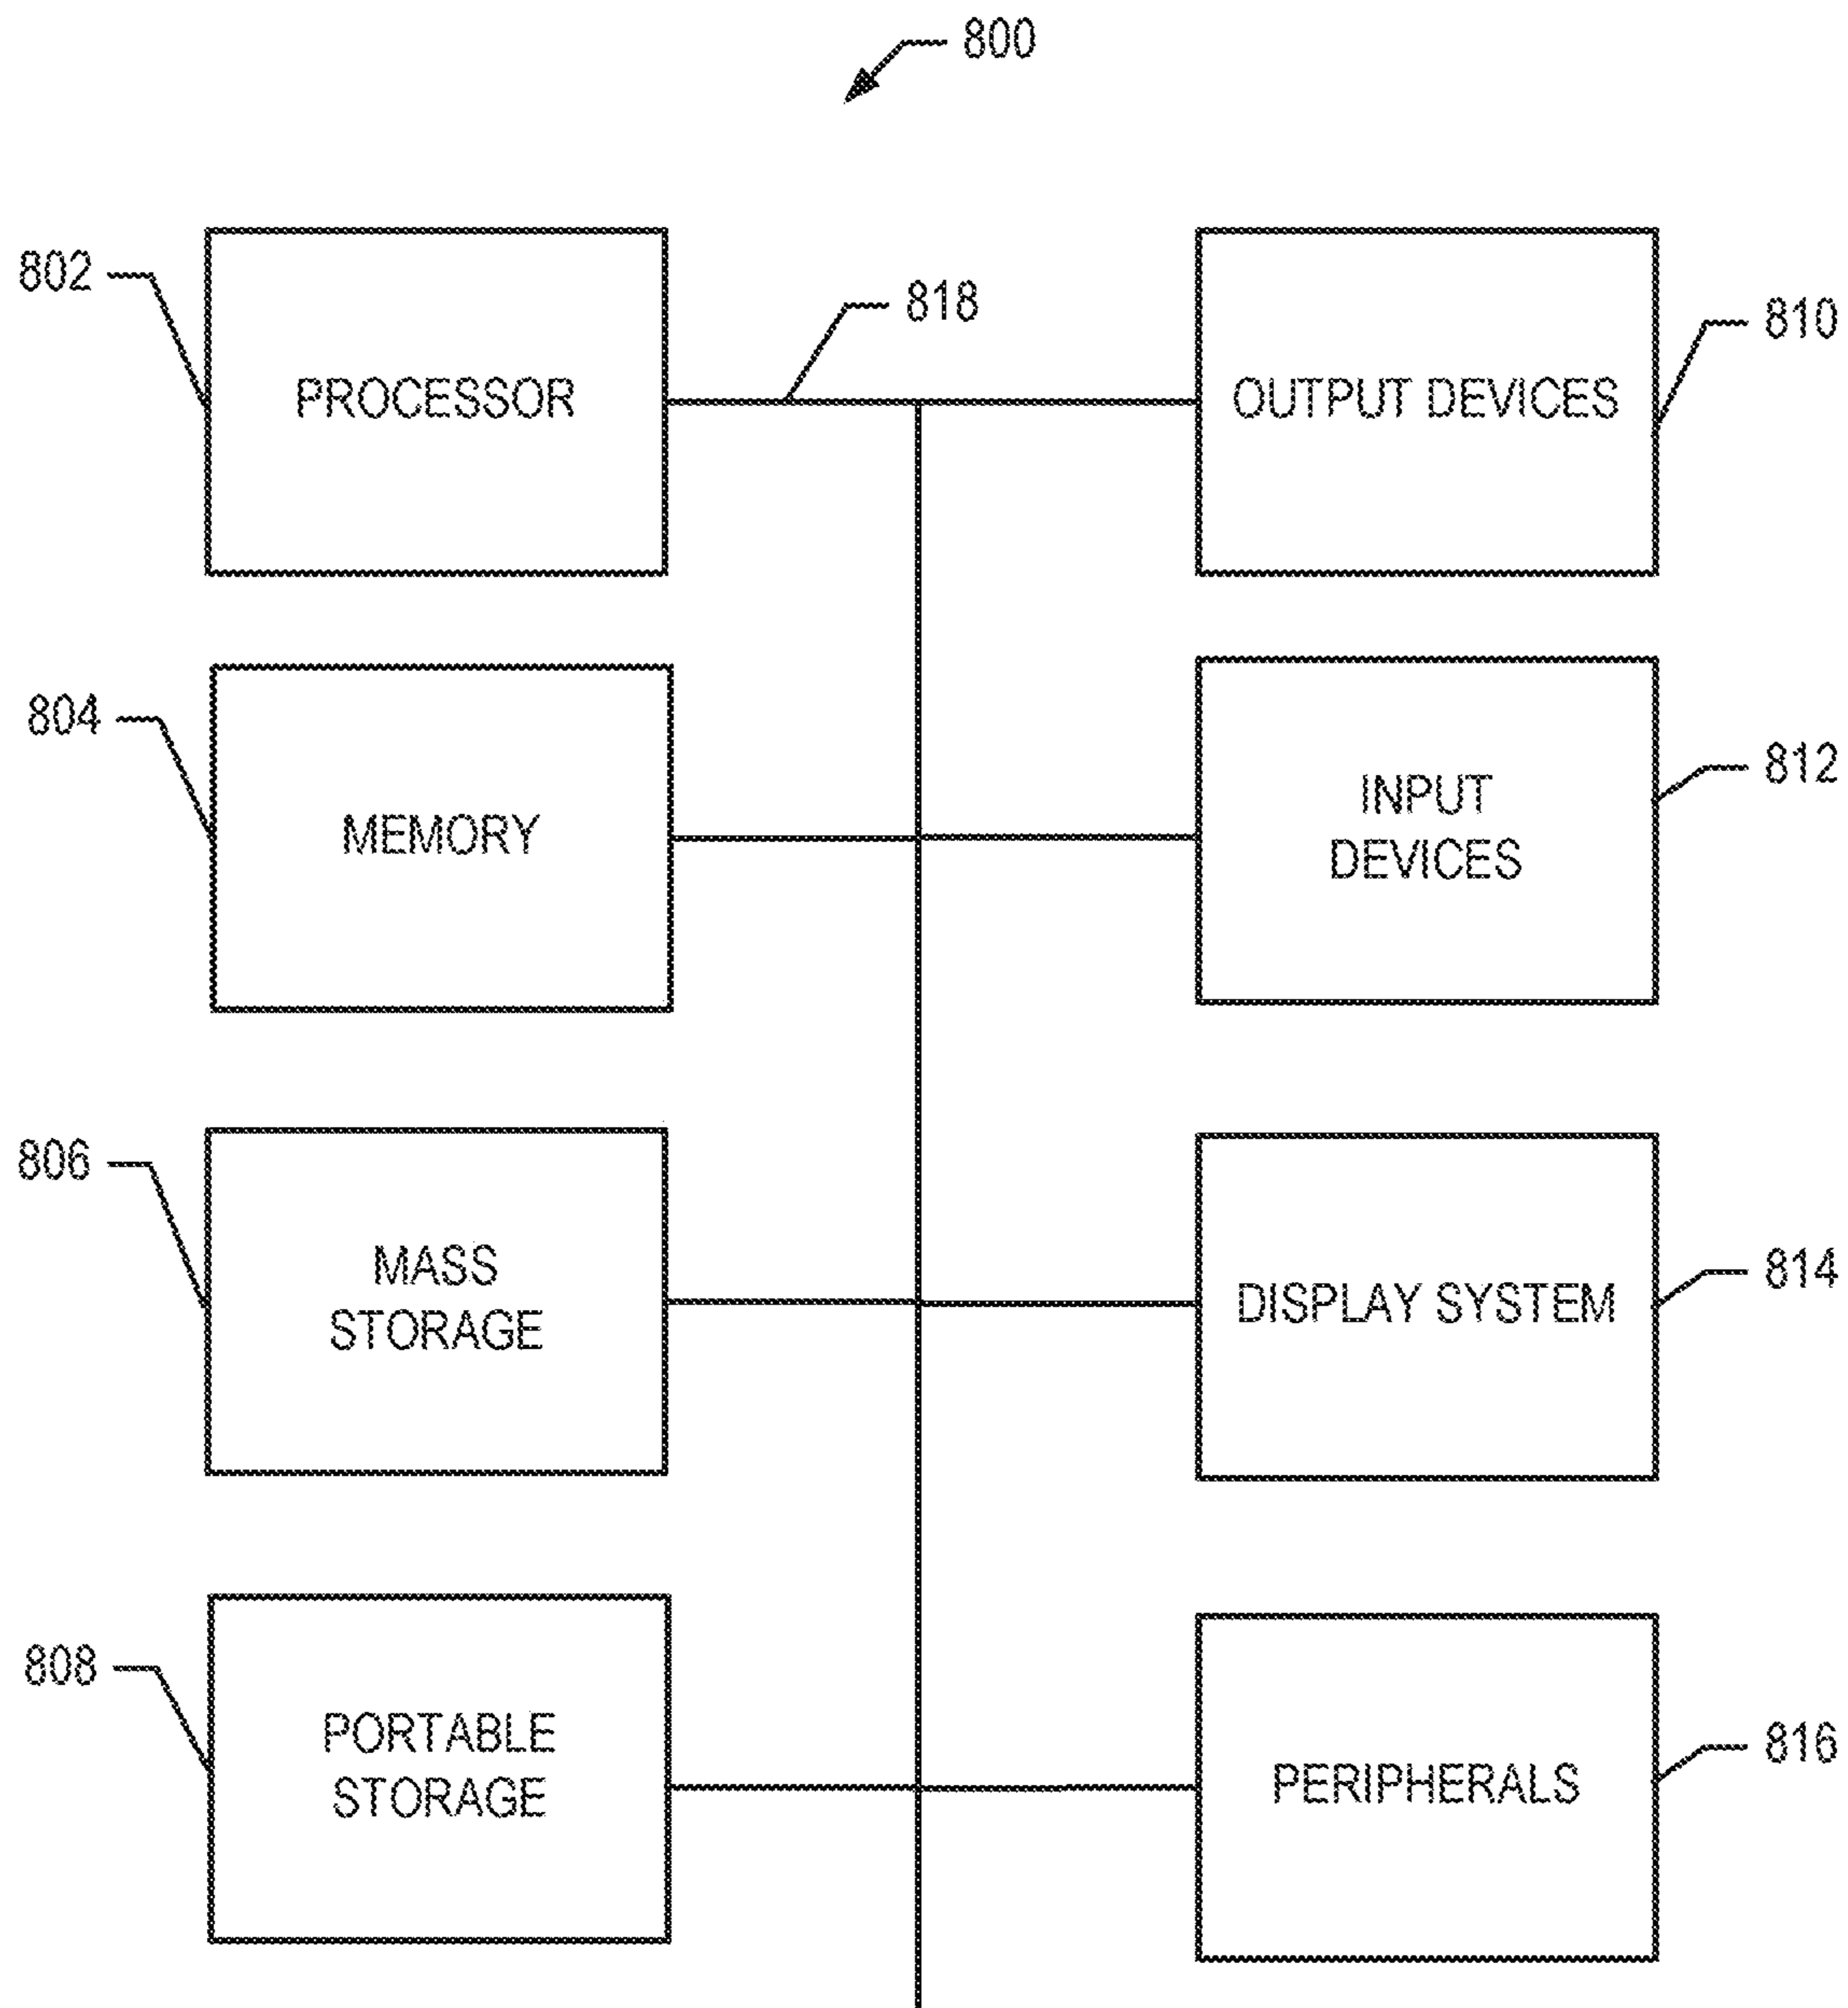 800
802
PROCESSOR
818
OUTPUT DEVICES
810
804
MEMORY
INPUT
DEVICES
812
806
MASS
STORAGE
DISPLAY SYSTEM
814
808
PORTABLE
STORAGE
PERIPHERALS
816